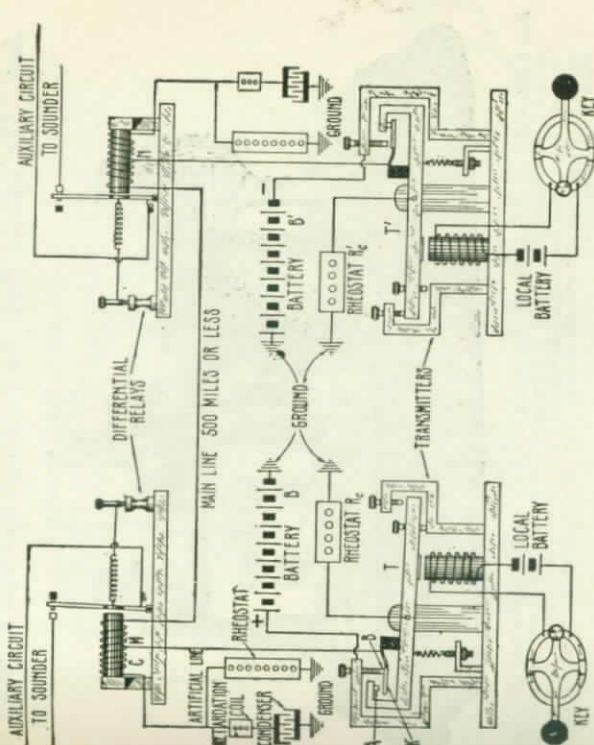 AUXILIARY CIRCUIT
TO SOUNDER
C M
ARTIFICIAL LINE
COIL
CONDENSER
RHEOSTAT
GROUND
DIFFERENTIAL
RELAYS
MAIN LINE 500 MILES OR LESS
AUXILIARY CIRCUIT
TO SOUNDER
GROUND
+
BATTERY B
BATTERY B'
-
GROUND
RHEOSTAT Rc
RHEOSTAT R'c
A
B
K
T
TRANSMITTERS
T'
LOCAL
BATTERY
KEY
LOCAL
BATTERY
KEY